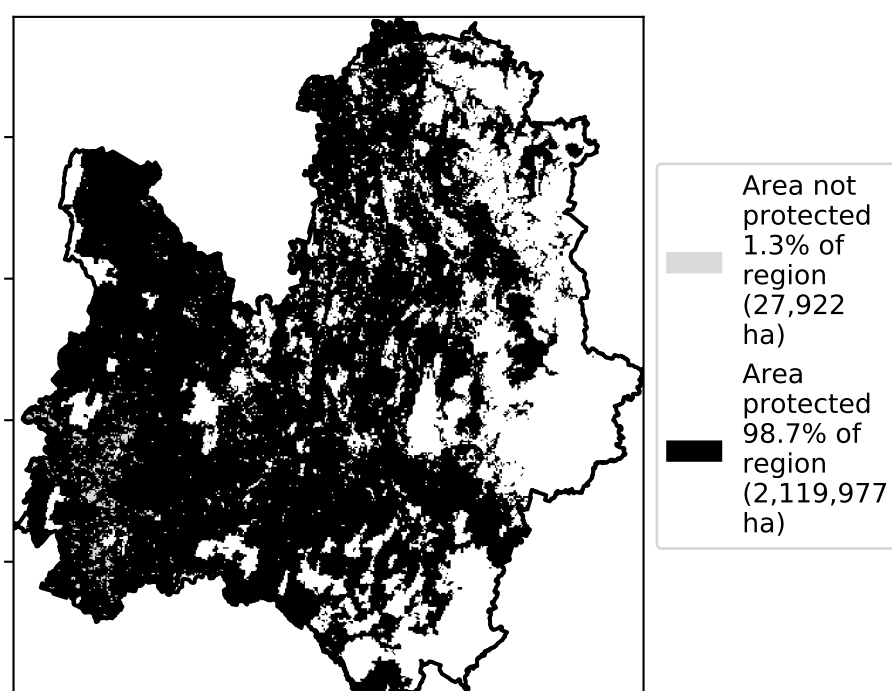 Area not
protected
1.3% of
region
(27,922
ha)
Area
protected
98.7% of
region
(2,119,977
ha)